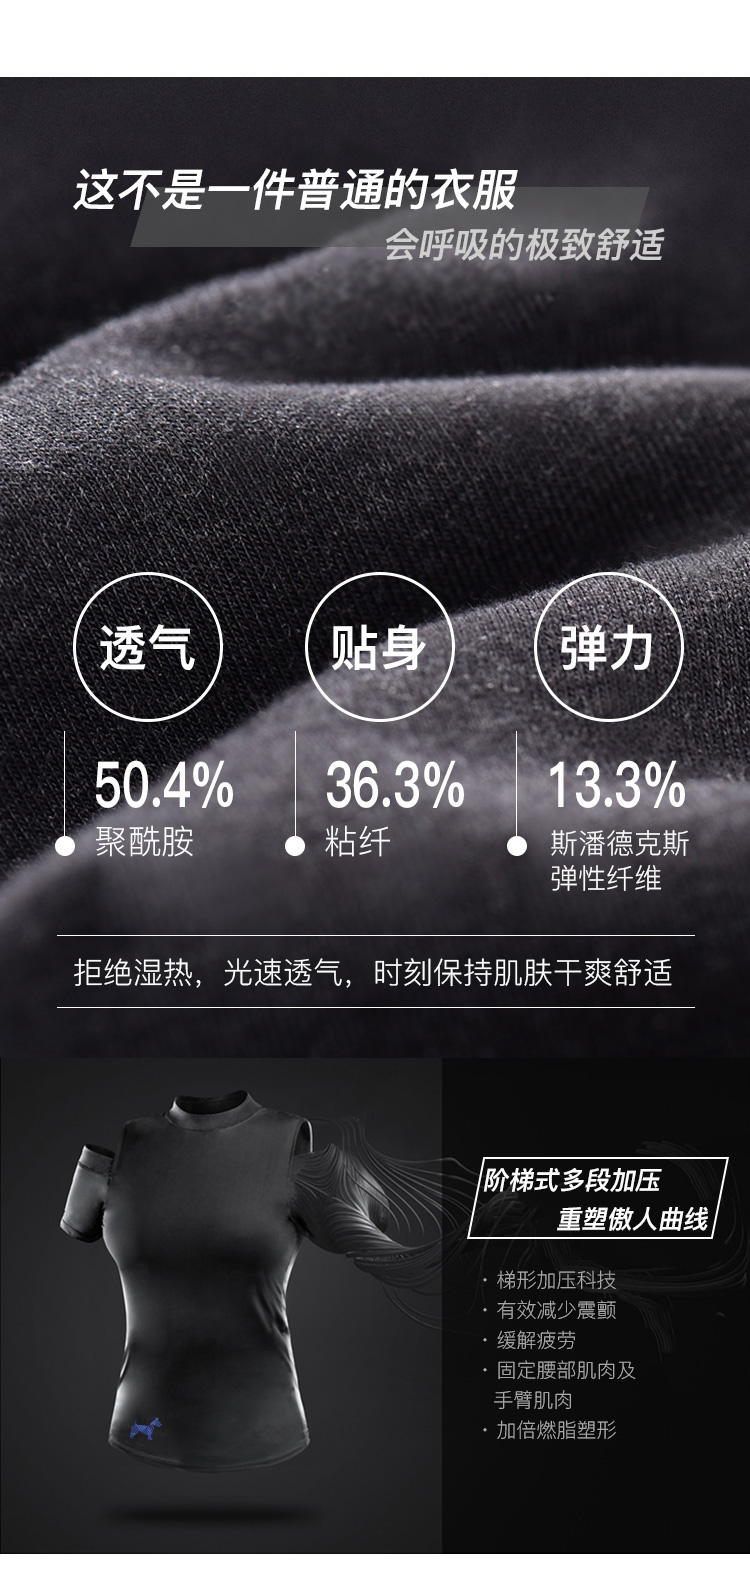 这不是一件普通的衣服
会呼吸的极致舒适
透气
贴身
弹力
50.4%
36.3%
13.3%
聚酰胺
粘纤
斯潘德克斯
弹性纤维
拒绝湿热，光速透气，时刻保持肌肤干爽舒适
阶梯式多段加压
重塑傲人曲线
· 梯形加压科技
· 有效减少震颤
· 缓解疲劳
· 固定腰部肌肉及
手臂肌肉
· 加倍燃脂塑形